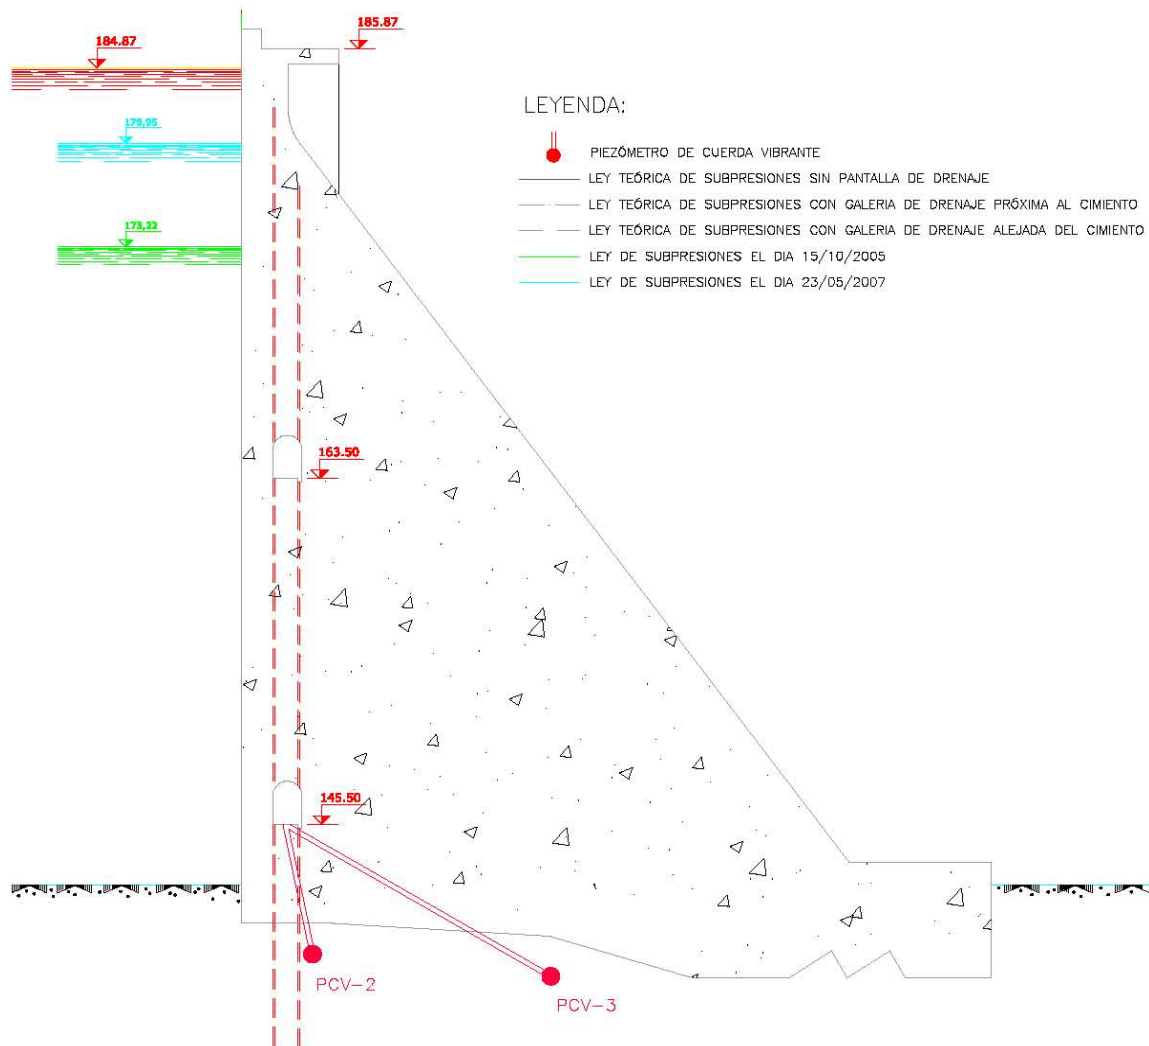 185.87
184.87
179,95
173,22
LEYENDA:
PIEZÓMETRO DE CUERDA VIBRANTE
LEY TEÓRICA DE SUBPRESIONES SIN PANTALLA DE DRENAJE
LEY TEÓRICA DE SUBPRESIONES CON GALERIA DE DRENAJE PRÓXIMA AL CIMIENTO
LEY TEÓRICA DE SUBPRESIONES CON GALERIA DE DRENAJE ALEJADA DEL CIMIENTO
LEY DE SUBPRESIONES EL DIA 15/10/2005
LEY DE SUBPRESIONES EL DIA 23/05/2007
163.50
145.50
PCV-2
PCV-3